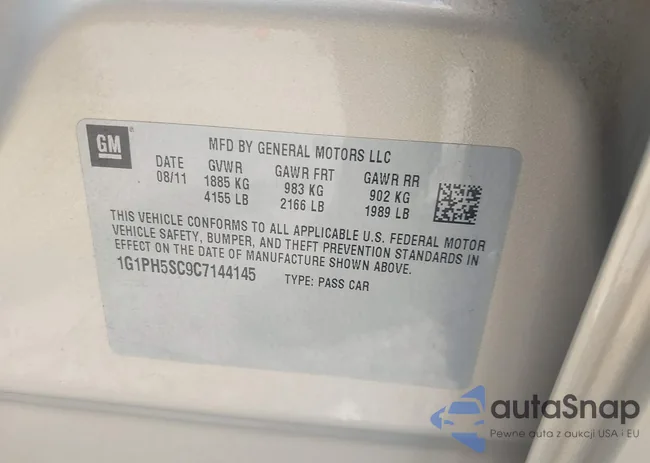 GM
MFD BY GENERAL MOTORS LLC
DATE GVWR GAWR FRT GAWR RR
08/11 1885 KG 983 KG 902 KG
4155 LB 2166 LB 1989 LB
THIS VEHICLE CONFORMS TO ALL APPLICABLE U.S. FEDERAL MOTOR
VEHICLE SAFETY, BUMPER, AND THEFT PREVENTION STANDARDS IN
EFFECT ON THE DATE OF MANUFACTURE SHOWN ABOVE.
1G1PH5SC9C7144145 TYPE: PASS CAR
autaSnap
Pewne auta z aukcji USA i EU